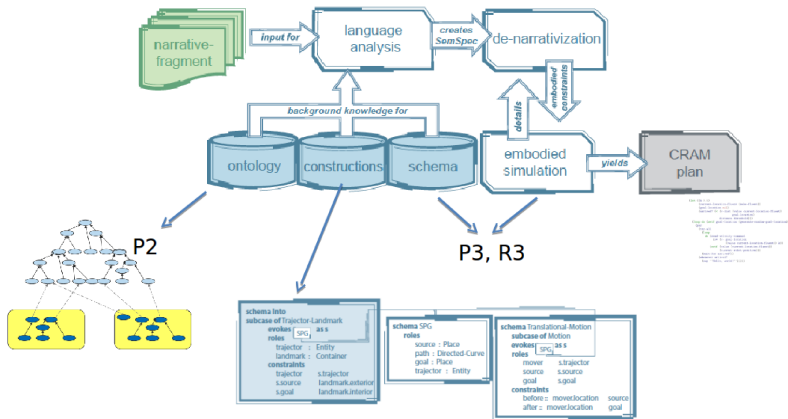 narrative-
fragment
input for
language
analysis
creates
SemSpec
de-narrativization
background knowledge for
details
embodied
constraints
ontology
constructions
schema
embodied
simulation
yields
CRAM
plan
P2
P3, R3
schema Into
subcase of Trajector-Landmark
evokes SPG as s
roles
trajector : Entity
landmark : Container
constraints
trajector s.trajector
s.source landmark.exterior
s.goal landmark.interior
schema SPG
roles
source : Place
path : Directed-Curve
goal : Place
trajector : Entity
schema Translational-Motion
subcase of Motion
evokes SPG as s
roles
mover s.trajector
source s.source
goal s.goal
constraints
before :: mover.location source
after :: mover.location goal